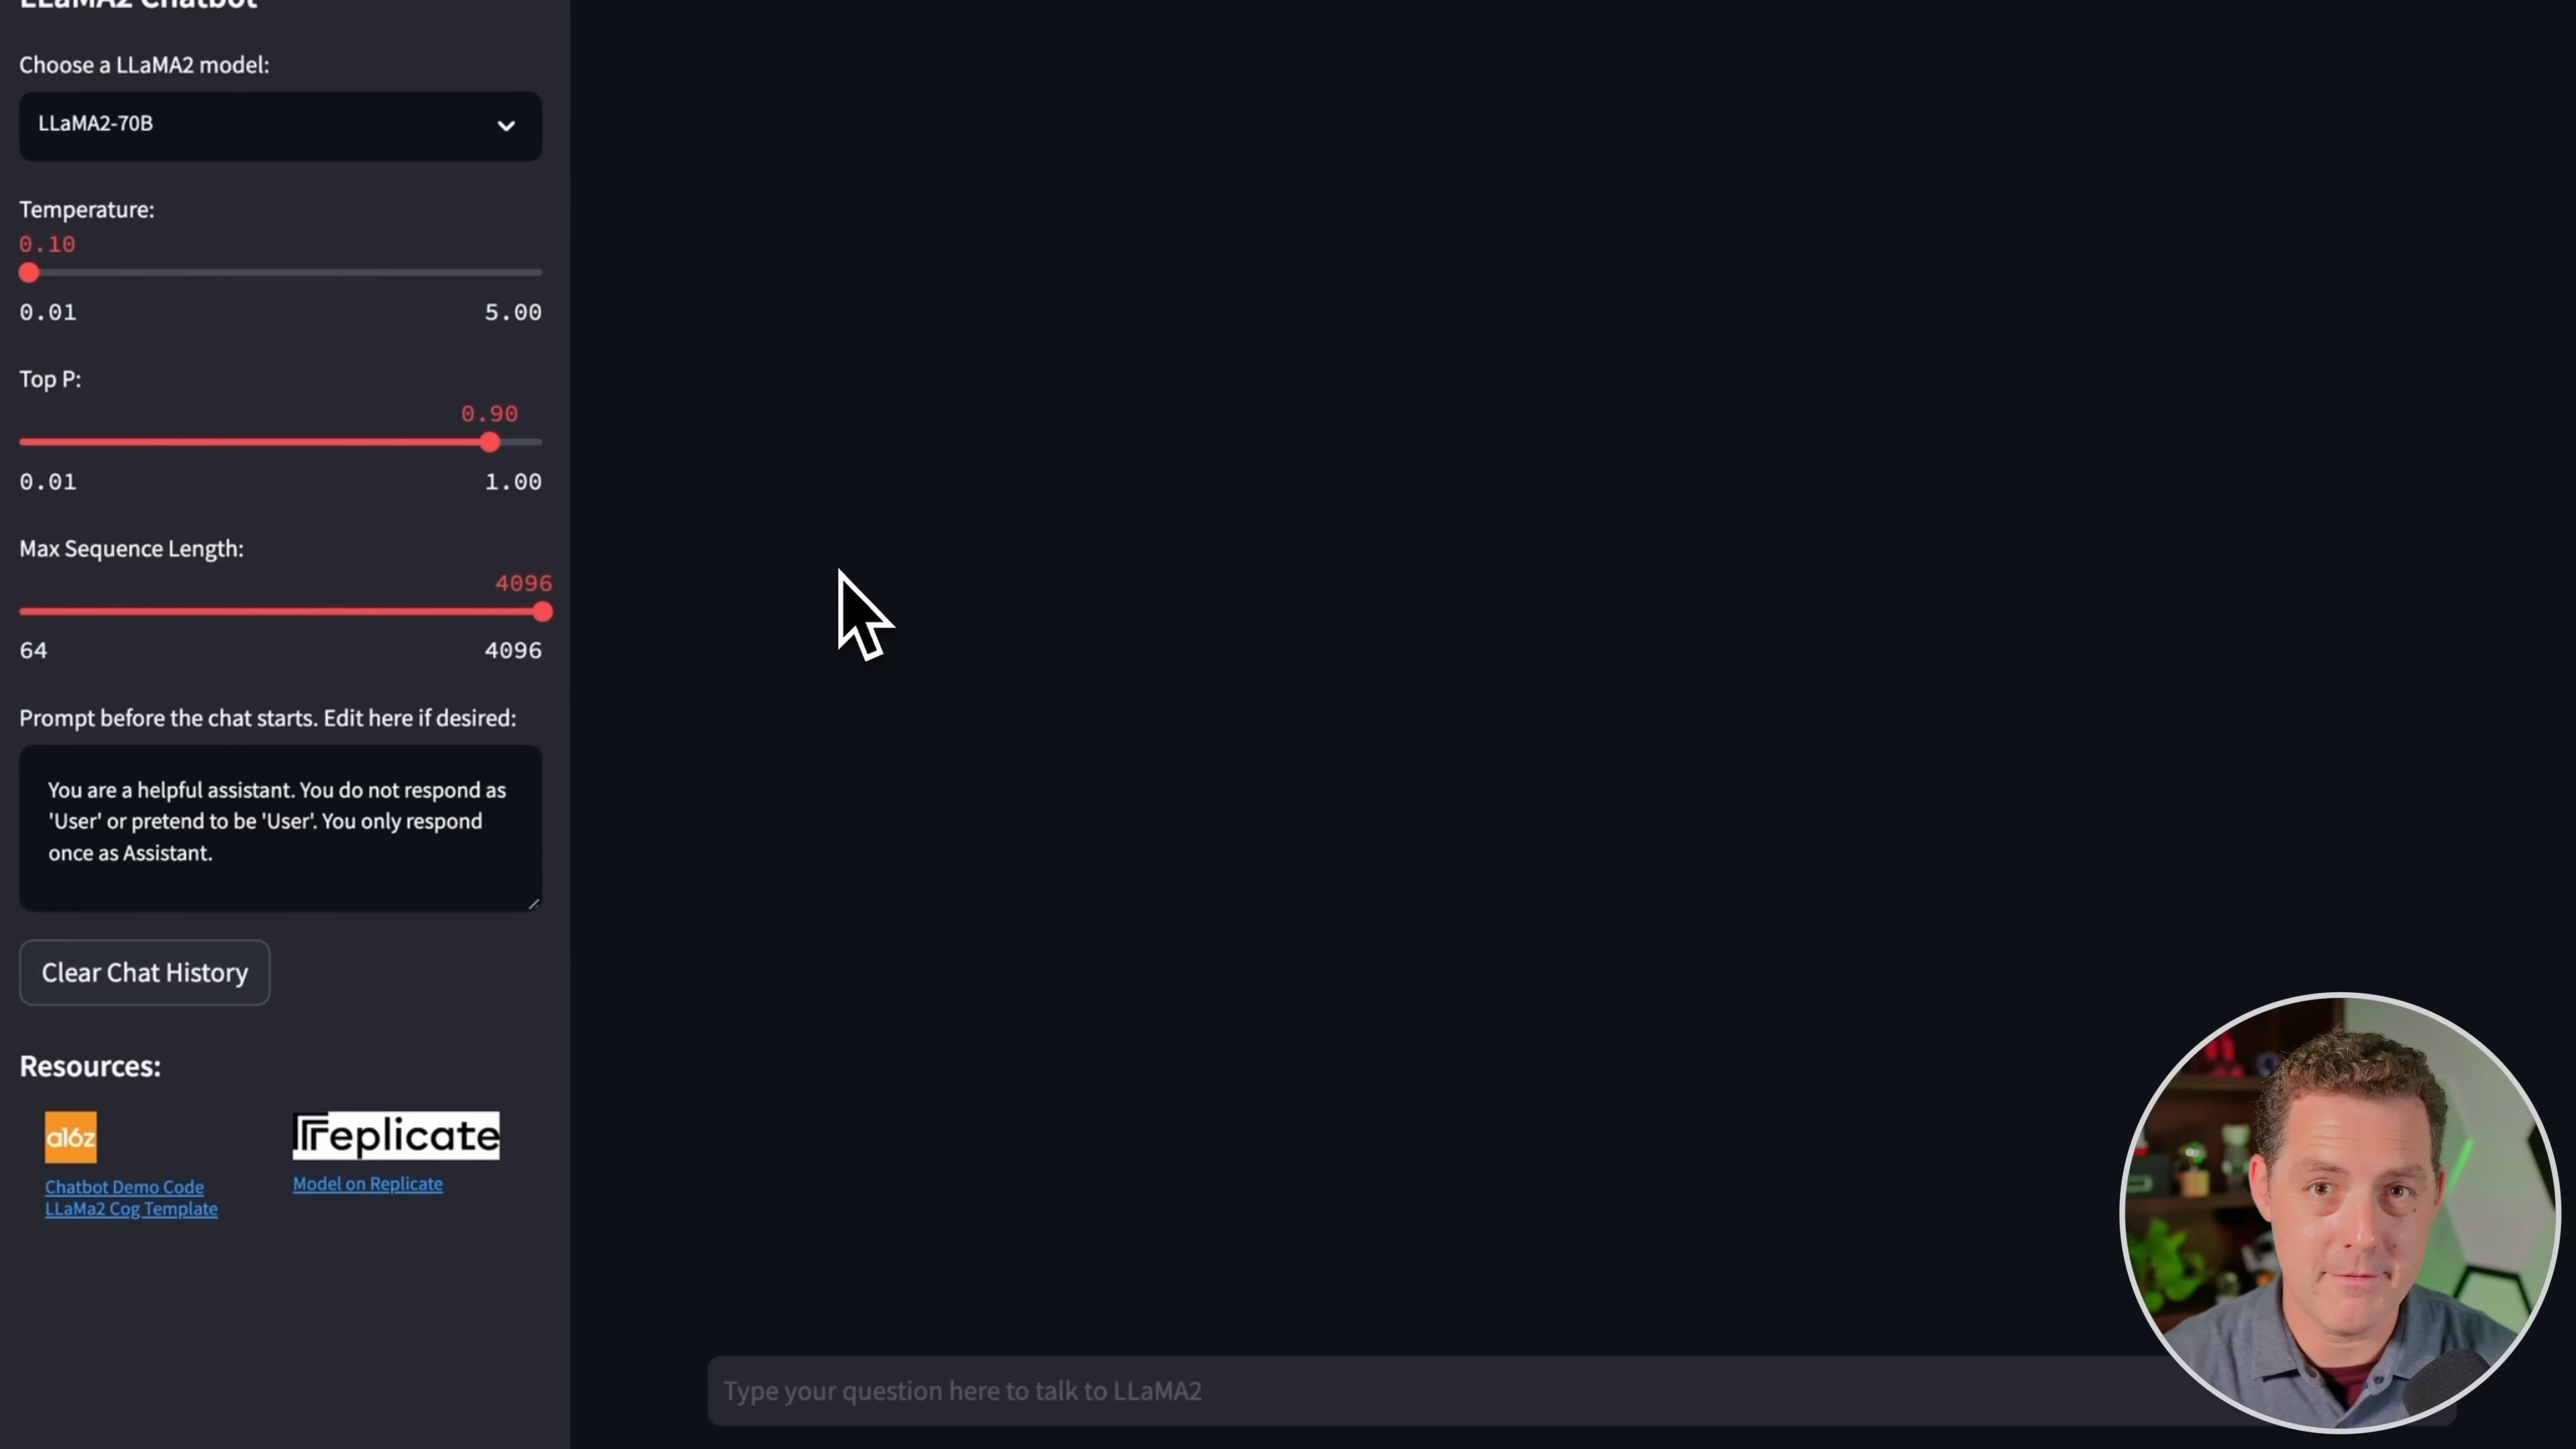 LLaMA2 Chatbot
Choose a LLaMA2 model:
LLaMA2-70B
Temperature:
0.10
0.01 5.00
Top P:
0.90
0.01 1.00
Max Sequence Length:
4096
64 4096
Prompt before the chat starts. Edit here if desired:
You are a helpful assistant. You do not respond as
'User' or pretend to be 'User'. You only respond
once as Assistant.
Clear Chat History
Resources:
a16z
replicate
Chatbot Demo Code
LLaMa2 Cog Template
Model on Replicate
Type your question here to talk to LLaMA2